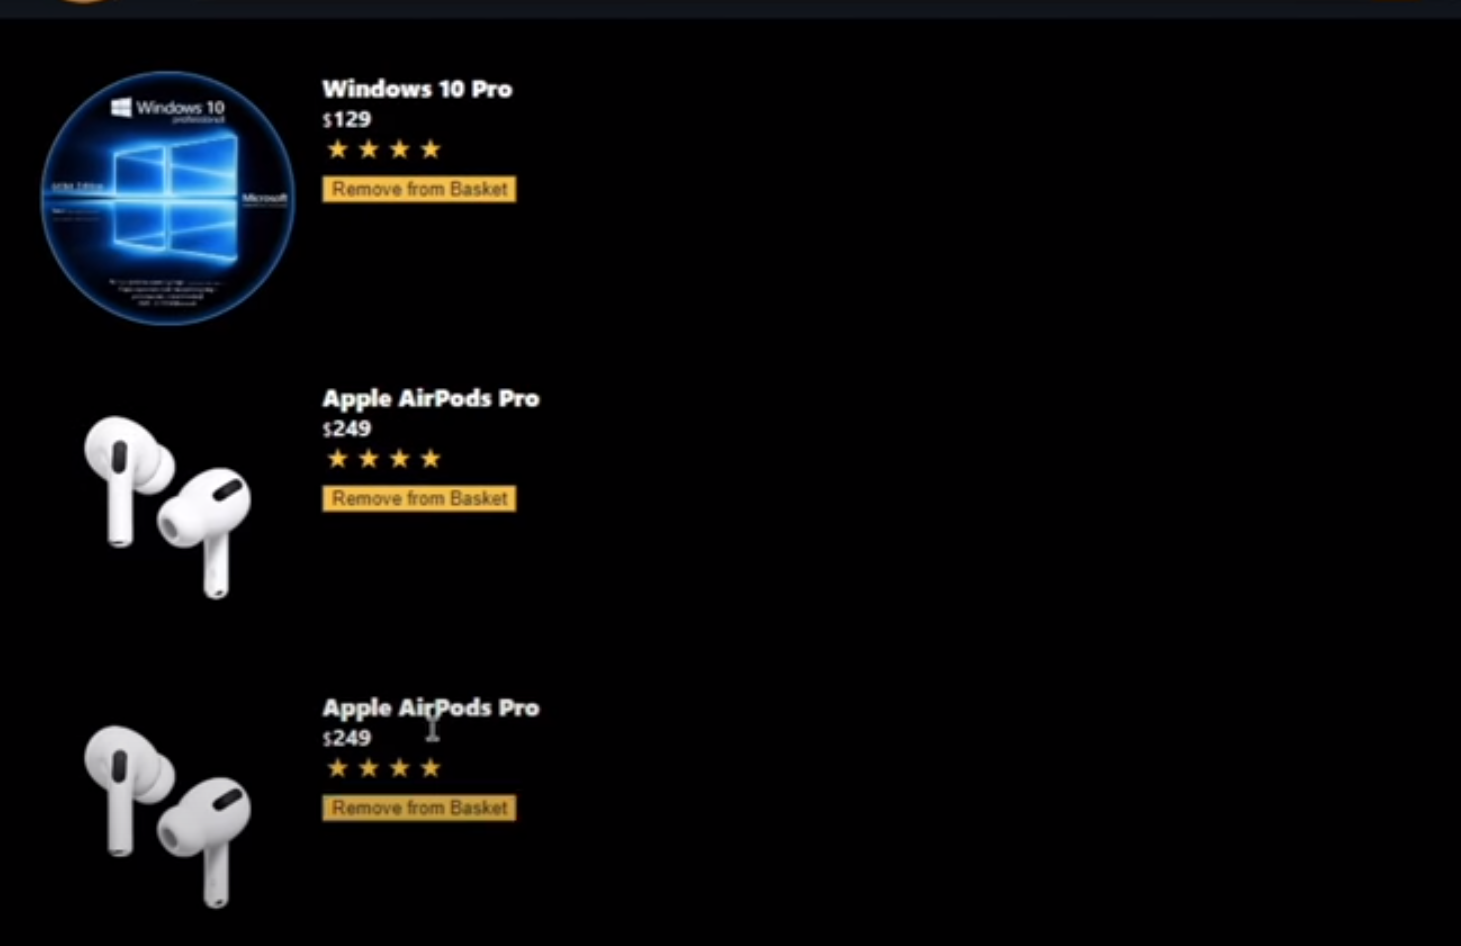 Windows 10
professional
Microsoft
Windows 10 Pro
$129
Remove from Basket
Apple AirPods Pro
$249
Remove from Basket
Apple AirPods Pro
$249
Remove from Basket